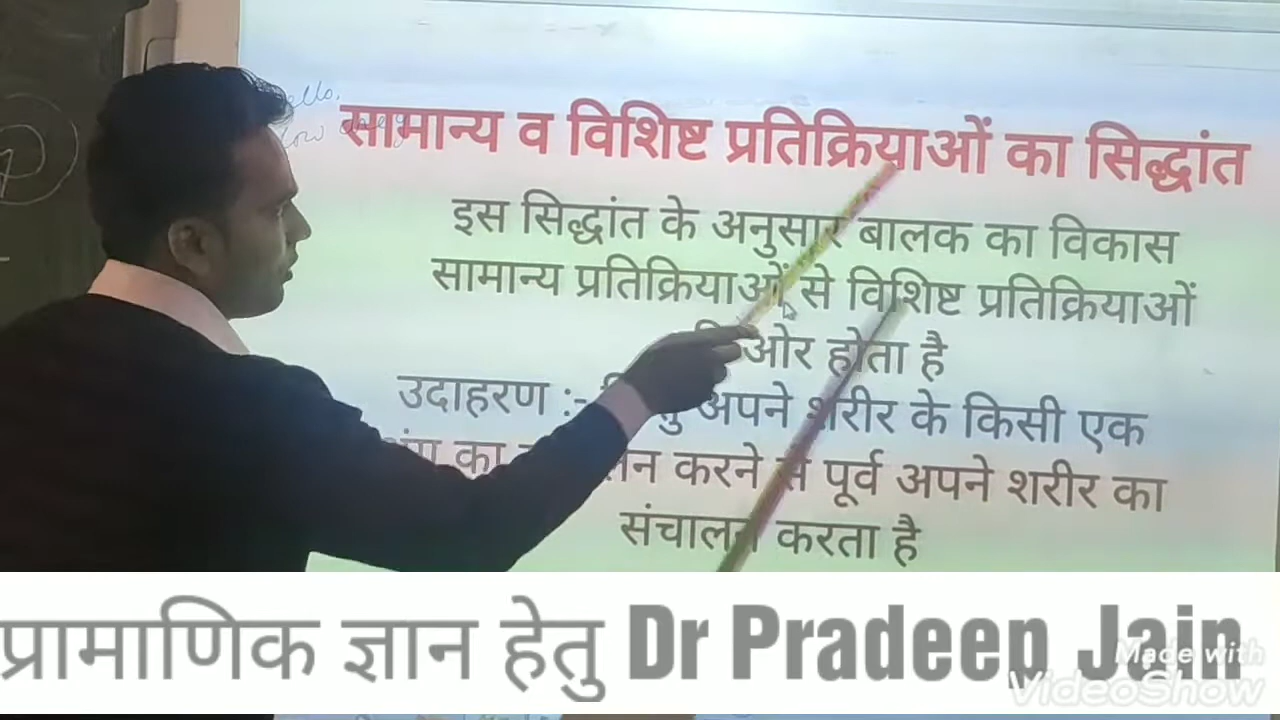 सामान्य व विशिष्ट प्रतिक्रियाओं का सिद्धांत
इस सिद्धांत के अनुसार बालक का विकास
सामान्य प्रतिक्रियाओं से विशिष्ट प्रतिक्रियाओं
ओर होता है
उदाहरण :- अपने शरीर के किसी एक
का करने से पूर्व अपने शरीर का
संचालन करता है
प्रामाणिक ज्ञान हेतु Dr Pradeep Jain
Made with
VideoShow